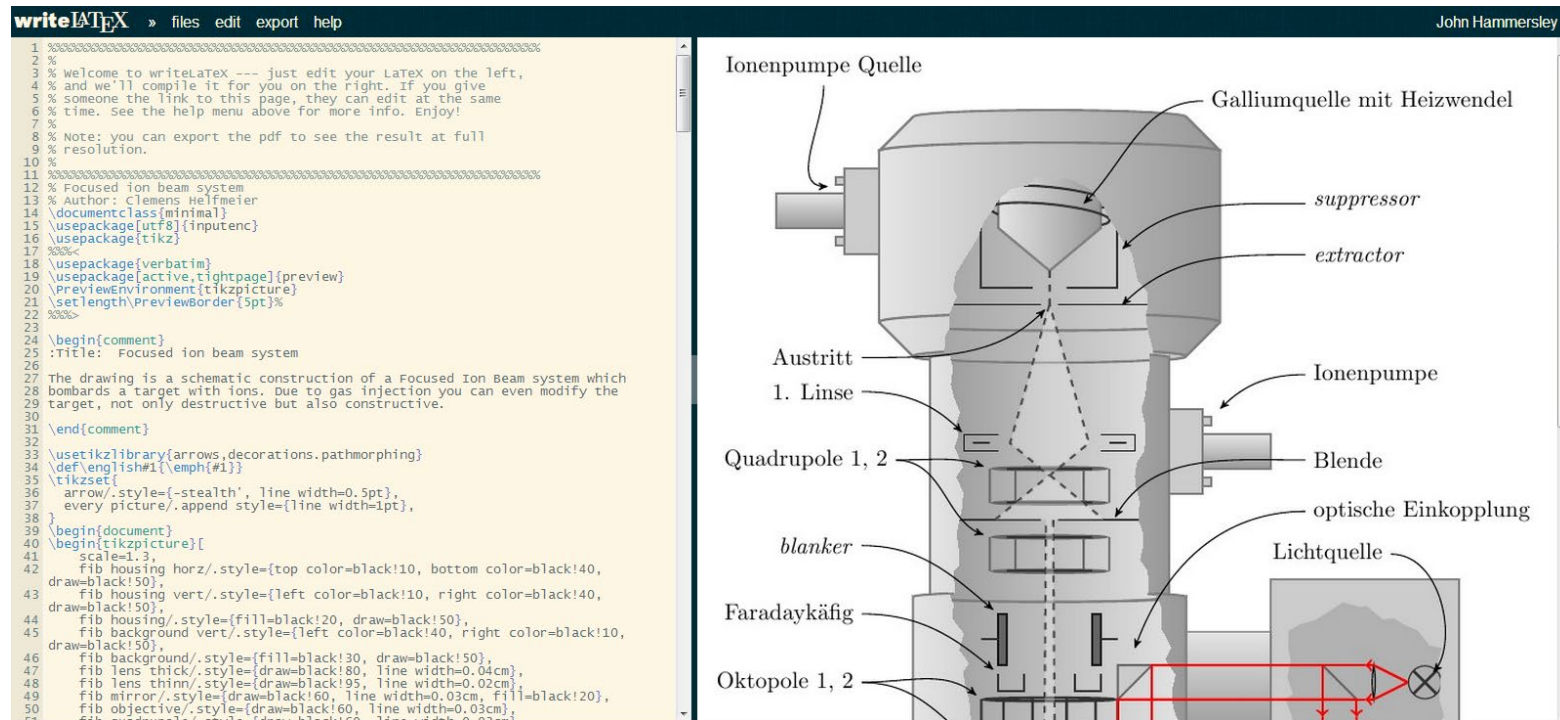 writeLATEX » files edit export help
John Hammersley
1 %%%%%%%%%%%%%%%%%%%%%%%%%%%%%%%%%%%%%%%%%%%%%%%%%%%%%%%%%%%%%%%%%%%%%%
2 %
3 % Welcome to writeLaTeX --- just edit your LaTeX on the left,
4 % and we'll compile it for you on the right. If you give
5 % someone the link to this page, they can edit at the same
6 % time. See the help menu above for more info. Enjoy!
7 %
8 % Note: you can export the pdf to see the result at full
9 % resolution.
10 %
11 %%%%%%%%%%%%%%%%%%%%%%%%%%%%%%%%%%%%%%%%%%%%%%%%%%%%%%%%%%%%%%%%%%%%%%
12 % Focused ion beam system
13 % Author: Clemens Helfmeier
14 \documentclass{minimal}
15 \usepackage[utf8]{inputenc}
16 \usepackage{tikz}
17 %%%<
18 \usepackage{verbatim}
19 \usepackage[active,tightpage]{preview}
20 \PreviewEnvironment{tikzpicture}
21 \setlength\PreviewBorder{5pt}%
22 %%%>
23
24 \begin{comment}
25 :Title: Focused ion beam system
26
27 The drawing is a schematic construction of a Focused Ion Beam system which
28 bombards a target with ions. Due to gas injection you can even modify the
29 target, not only destructive but also constructive.
30
31 \end{comment}
32
33 \usetikzlibrary{arrows,decorations.pathmorphing}
34 \def\english#1{\emph{#1}}
35 \tikzset{
36 arrow/.style={-stealth', line width=0.5pt},
37 every picture/.append style={line width=1pt},
38 }
39 \begin{document}
40 \begin{tikzpicture}[
41 scale=1.3,
42 fib housing horz/.style={top color=black!10, bottom color=black!40,
draw=black!50},
43 fib housing vert/.style={left color=black!10, right color=black!40,
draw=black!50},
44 fib housing/.style={fill=black!20, draw=black!50},
45 fib background vert/.style={left color=black!40, right color=black!10,
draw=black!50},
46 fib background/.style={fill=black!30, draw=black!50},
47 fib lens thick/.style={draw=black!80, line width=0.04cm},
48 fib lens thinn/.style={draw=black!95, line width=0.02cm},
49 fib mirror/.style={draw=black!60, line width=0.03cm, fill=black!20},
50 fib objective/.style={draw=black!60, line width=0.03cm},
Ionenpumpe Quelle
Galliumquelle mit Heizwendel
suppressor
extractor
Austritt
1. Linse
Ionenpumpe
Quadrupole 1, 2
Blende
optische Einkopplung
blanker
Lichtquelle
Faradaykäfig
Oktopole 1, 2